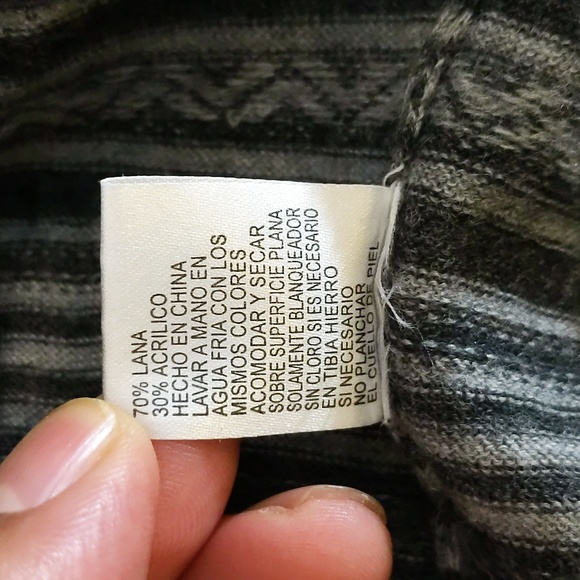 70% LANA
30% ACRILICO
HECHO EN CHINA
LAVAR A MANO EN
AGUA FRIA CON LOS
MISMOS COLORES
ACOMODAR Y SECAR
SOBRE SUPERFICIE PLANA
SOLAMENTE BLANQUEADOR
SIN CLORO SI ES NECESARIO
EN TIBIA HIERRO
SI NECESARIO
NO PLANCHAR
EL CUELLO DE PIEL